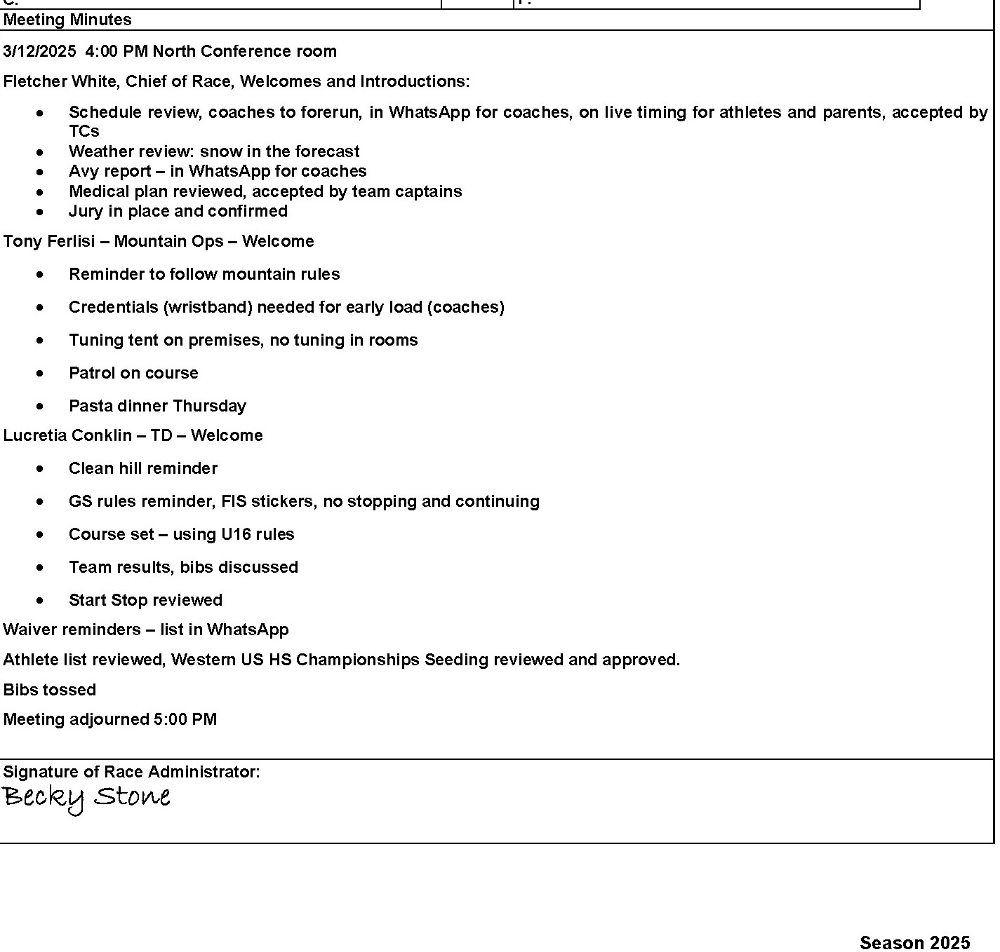 Meeting Minutes
3/12/2025  4:00 PM North Conference room
Fletcher White, Chief of Race, Welcomes and Introductions:
• Schedule review, coaches to forerun, in WhatsApp for coaches, on live timing for athletes and parents, accepted by
TCs
• Weather review: snow in the forecast
• Avy report – in WhatsApp for coaches
• Medical plan reviewed, accepted by team captains
• Jury in place and confirmed
Tony Ferlisi – Mountain Ops – Welcome
• Reminder to follow mountain rules
• Credentials (wristband) needed for early load (coaches)
• Tuning tent on premises, no tuning in rooms
• Patrol on course
• Pasta dinner Thursday
Lucretia Conklin – TD – Welcome
• Clean hill reminder
• GS rules reminder, FIS stickers, no stopping and continuing
• Course set – using U16 rules
• Team results, bibs discussed
• Start Stop reviewed
Waiver reminders – list in WhatsApp
Athlete list reviewed, Western US HS Championships Seeding reviewed and approved.
Bibs tossed
Meeting adjourned 5:00 PM
Signature of Race Administrator:
Becky Stone
Season 2025